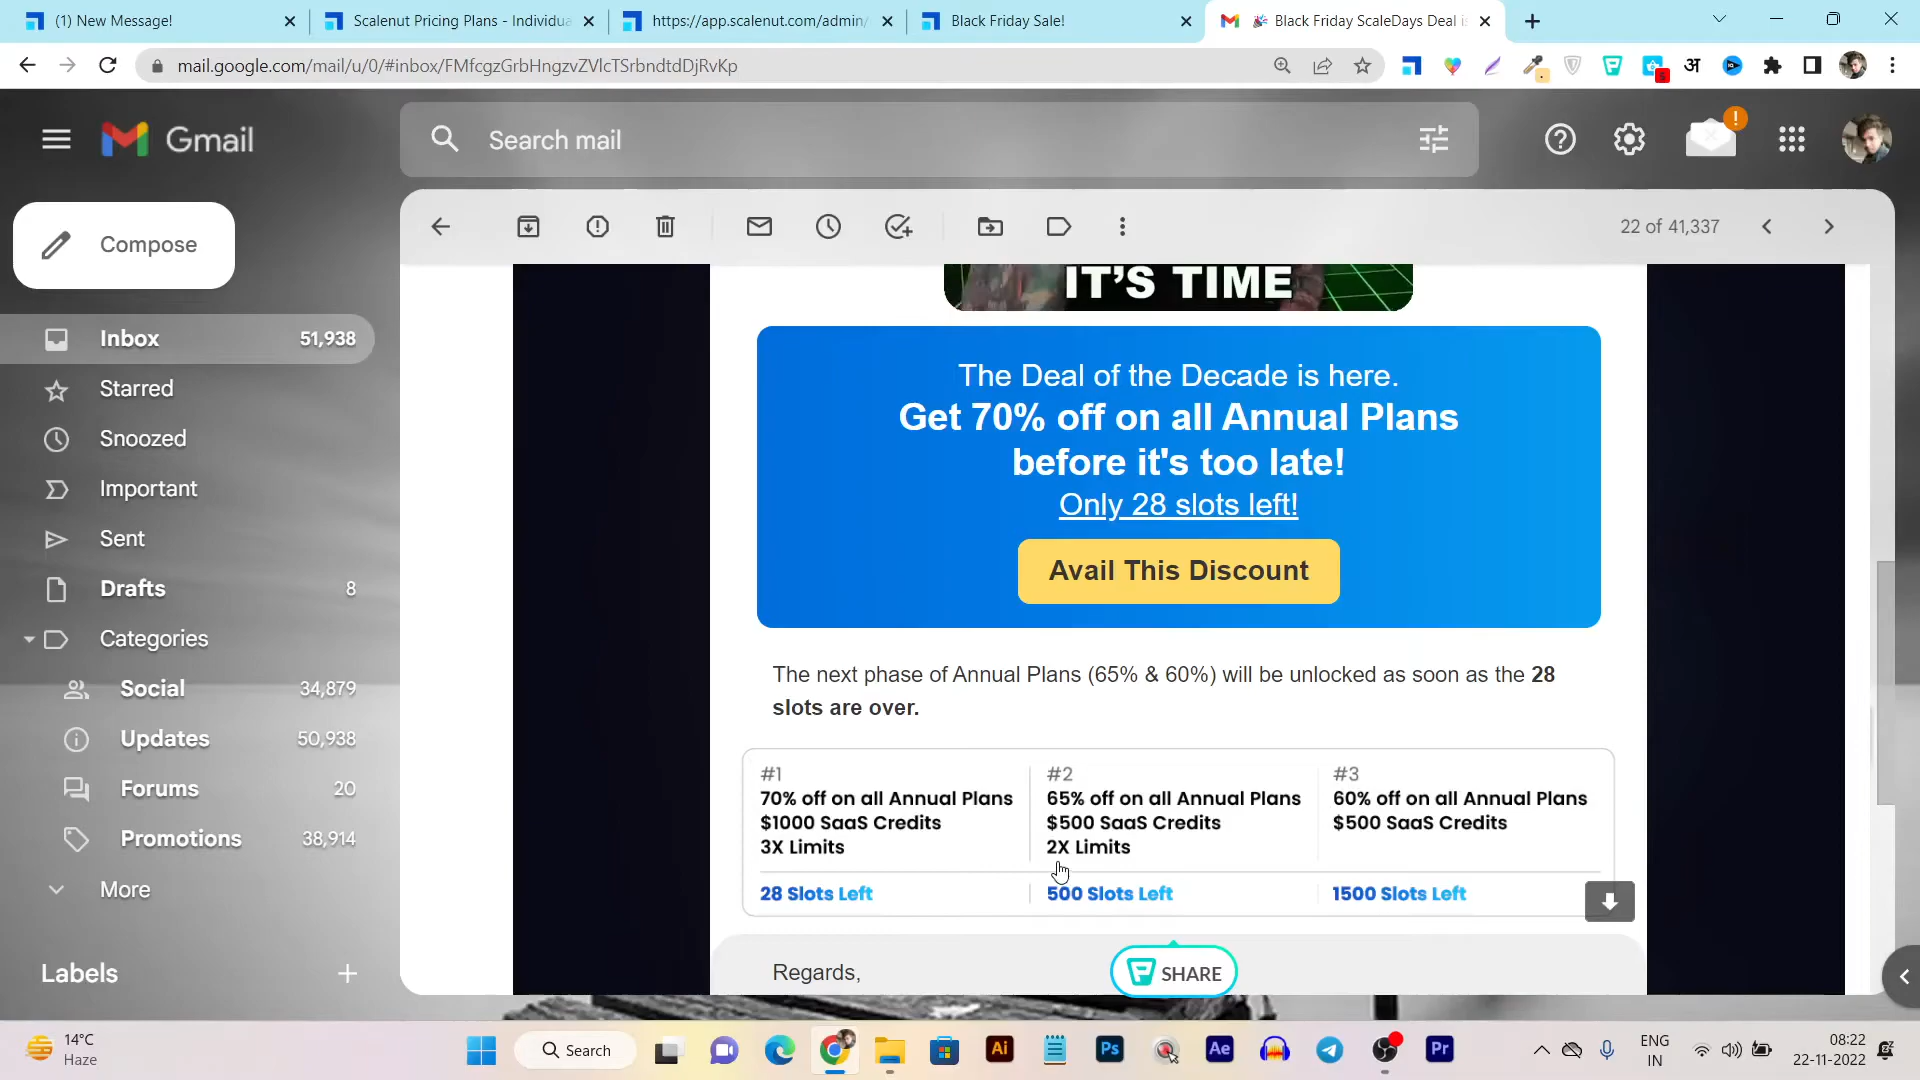 (1) New Message!
Scalenut Pricing Plans - Individua
https://app.scalenut.com/admin/
Black Friday Sale!
Black Friday ScaleDays Deal is
mail.google.com/mail/u/0/#inbox/FMfcgzGrbHngzvZVlcTSrbndtdDjRvKp
अ
Gmail
Search mail
!
Compose
22 of 41,337
Inbox 51,938
Starred
Snoozed
Important
Sent
Drafts 8
Categories
Social 34,879
Updates 50,938
Forums 20
Promotions 38,914
More
Labels
IT'S TIME
The Deal of the Decade is here.
Get 70% off on all Annual Plans
before it's too late!
Only 28 slots left!
Avail This Discount
The next phase of Annual Plans (65% & 60%) will be unlocked as soon as the 28
slots are over.
#1
70% off on all Annual Plans
$1000 SaaS Credits
3X Limits
28 Slots Left
#2
65% off on all Annual Plans
$500 SaaS Credits
2X Limits
500 Slots Left
#3
60% off on all Annual Plans
$500 SaaS Credits
1500 Slots Left
Regards,
SHARE
14°C
Haze
Search
Ai
Ps
Ae
Pr
ENG
IN
08:22
22-11-2022